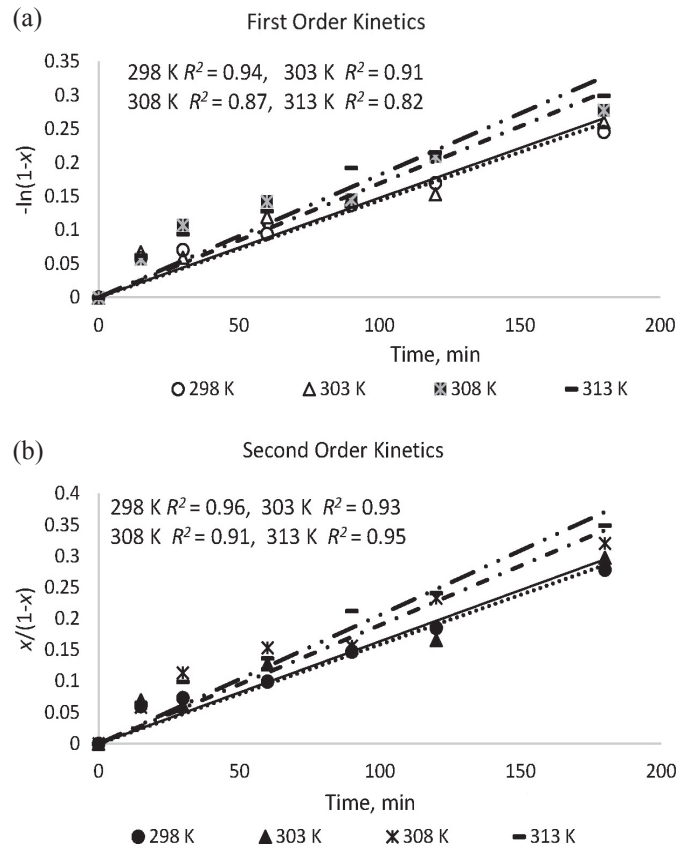 (a)
First Order Kinetics
298 K R² = 0.94, 303 K R² = 0.91
308 K R² = 0.87, 313 K R² = 0.82
-ln(1-x)
0.35
0.3
0.25
0.2
0.15
0.1
0.05
0
0 50 100 150 200
Time, min
298 K 303 K 308 K 313 K
(b)
Second Order Kinetics
298 K R² = 0.96, 303 K R² = 0.93
308 K R² = 0.91, 313 K R² = 0.95
x/(1-x)
0.4
0.35
0.3
0.25
0.2
0.15
0.1
0.05
0
0 50 100 150 200
Time, min
298 K 303 K 308 K 313 K